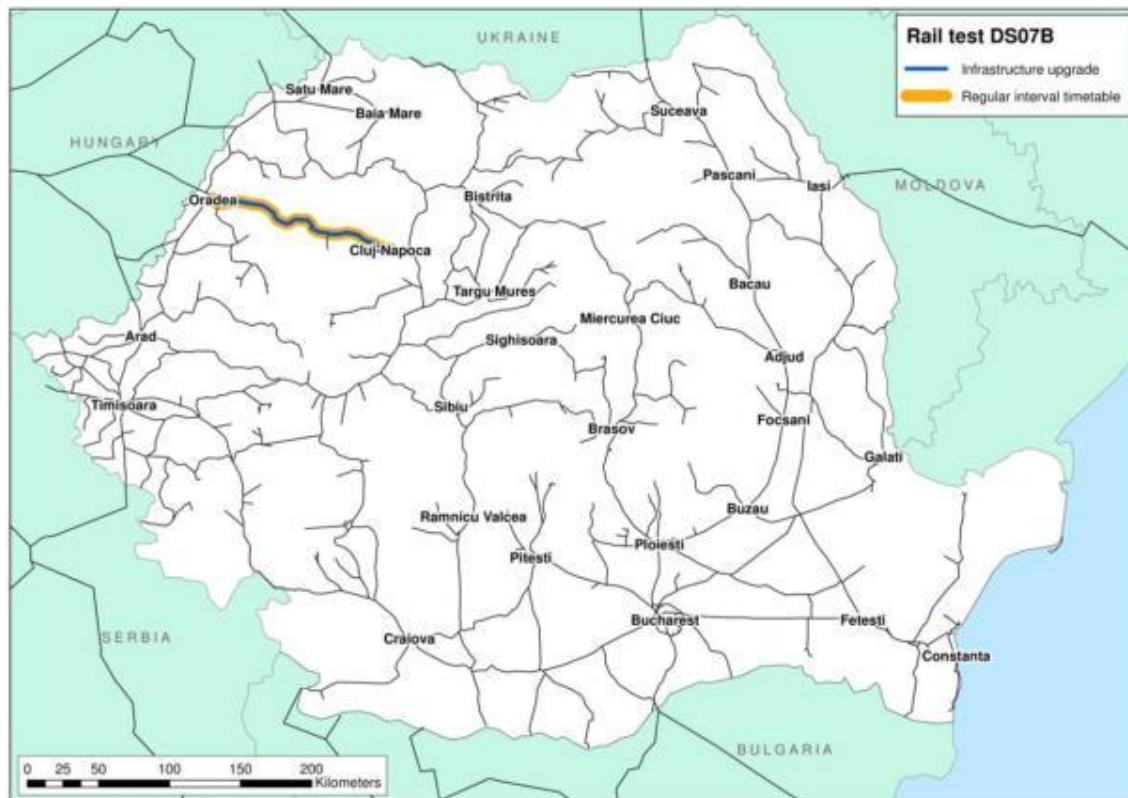 UKRAINE
Rail test DS07B
Infrastructure upgrade
Regular interval timetable
Satu Mare
Baia Mare
Suceava
HUNGARY
Pascani
Iasi
MOLDOVA
Oradea
Bistrita
Cluj-Napoca
Targu Mures
Bacau
Miercurea Ciuc
Arad
Sighisoara
Adjud
Timisoara
Sibiu
Focsani
Brasov
Galati
Ramnicu Valcea
Buzau
Pitesti
Ploiesti
Bucharest
Fetesti
SERBIA
Craiova
Constanta
BULGARIA
0 25 50 100 150 200
Kilometers